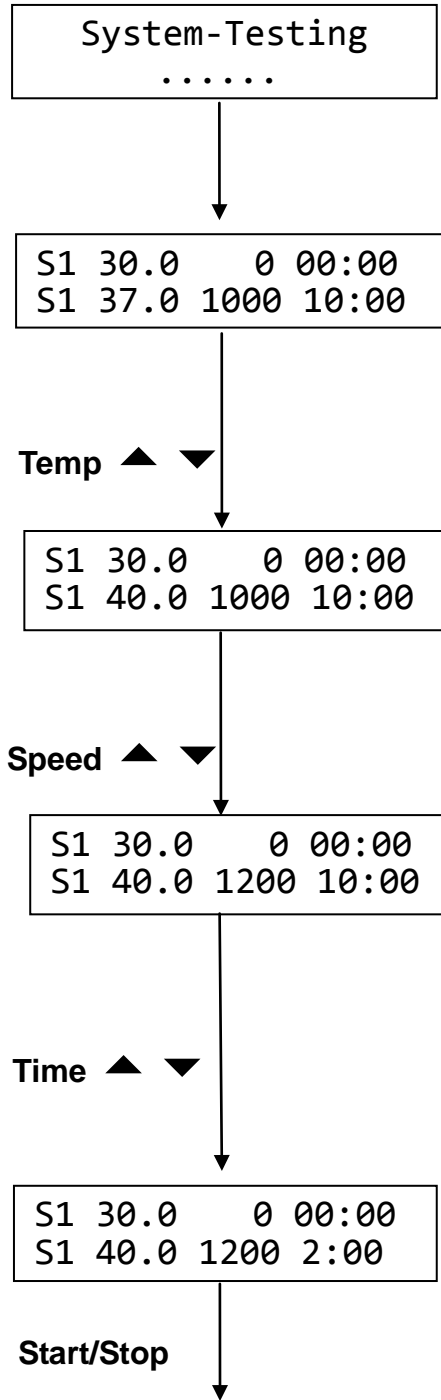 System-Testing
......
S1 30.0 0 00:00
S1 37.0 1000 10:00
Temp ▲ ▼
S1 30.0 0 00:00
S1 40.0 1000 10:00
Speed ▲ ▼
S1 30.0 0 00:00
S1 40.0 1200 10:00
Time ▲ ▼
S1 30.0 0 00:00
S1 40.0 1200 2:00
Start/Stop